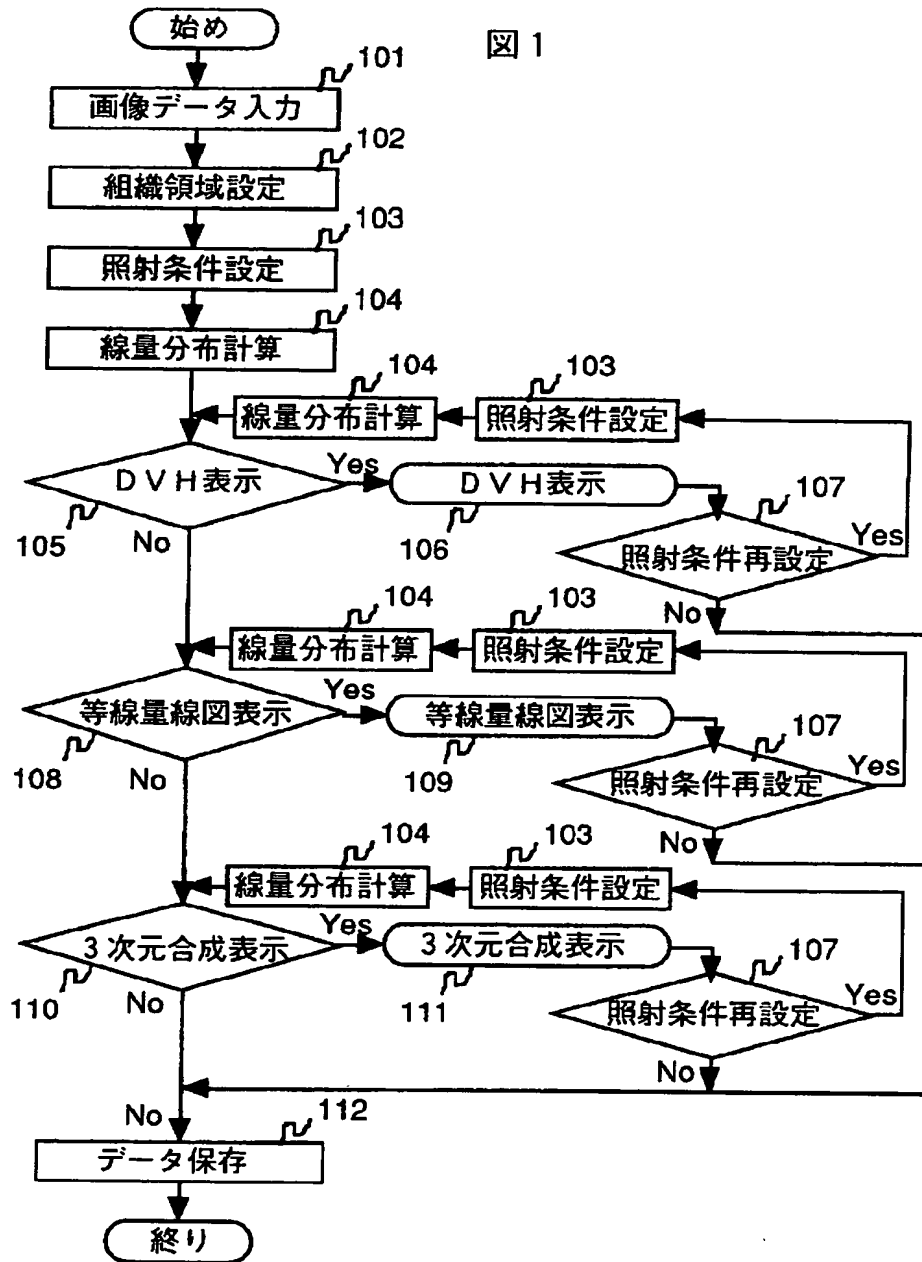 始め
図1
101
画像データ入力
102
組織領域設定
103
照射条件設定
104
線量分布計算
104
103
線量分布計算
照射条件設定
DVH表示
Yes
DVH表示
107
105
No
106
照射条件再設定
Yes
No
104
103
線量分布計算
照射条件設定
等線量線図表示
Yes
等線量線図表示
107
108
No
109
照射条件再設定
Yes
No
104
103
線量分布計算
照射条件設定
3次元合成表示
Yes
3次元合成表示
107
110
No
111
照射条件再設定
Yes
No
No
112
データ保存
終り